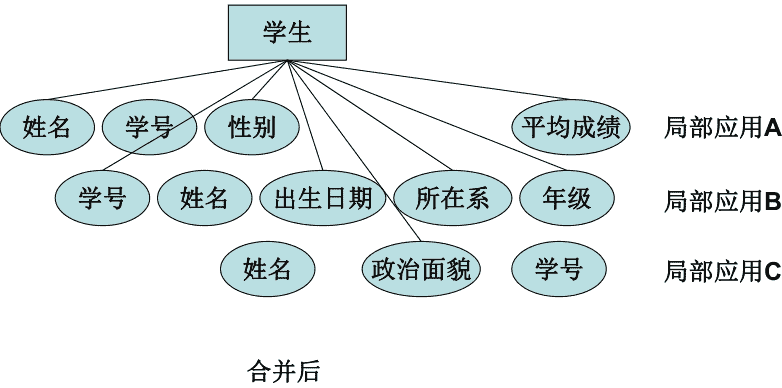 学生
姓名 学号 性别 平均成绩 局部应用A
学号 姓名 出生日期 所在系 年级 局部应用B
姓名 政治面貌 学号 局部应用C
合并后